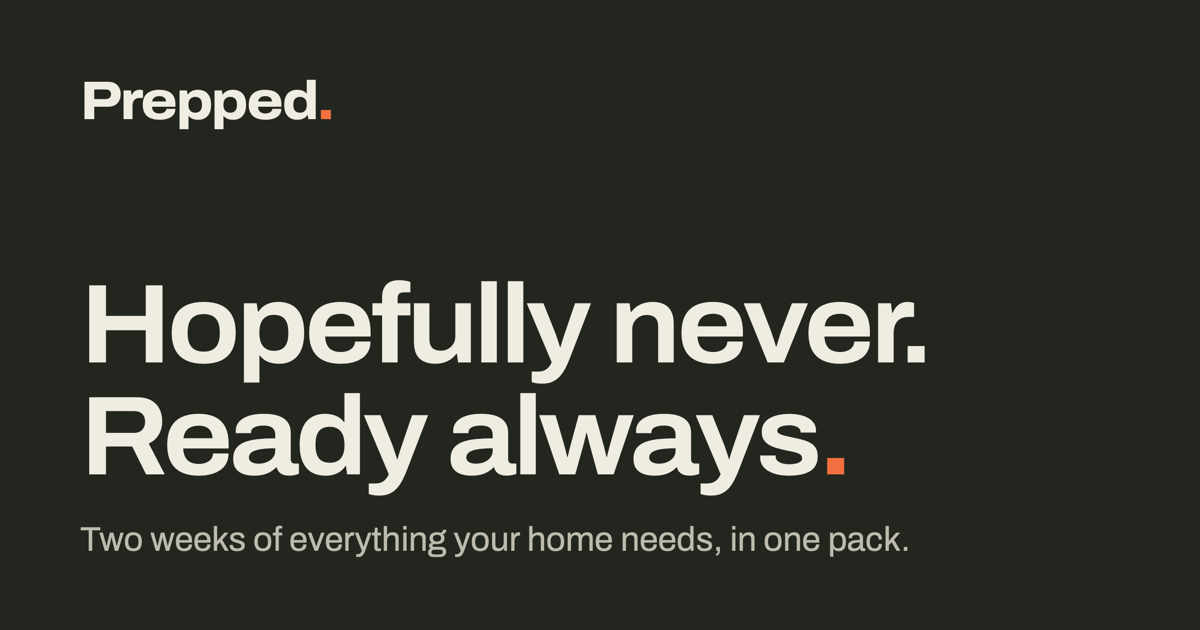 Prepped.
Hopefully never.
Ready always.
Two weeks of everything your home needs, in one pack.